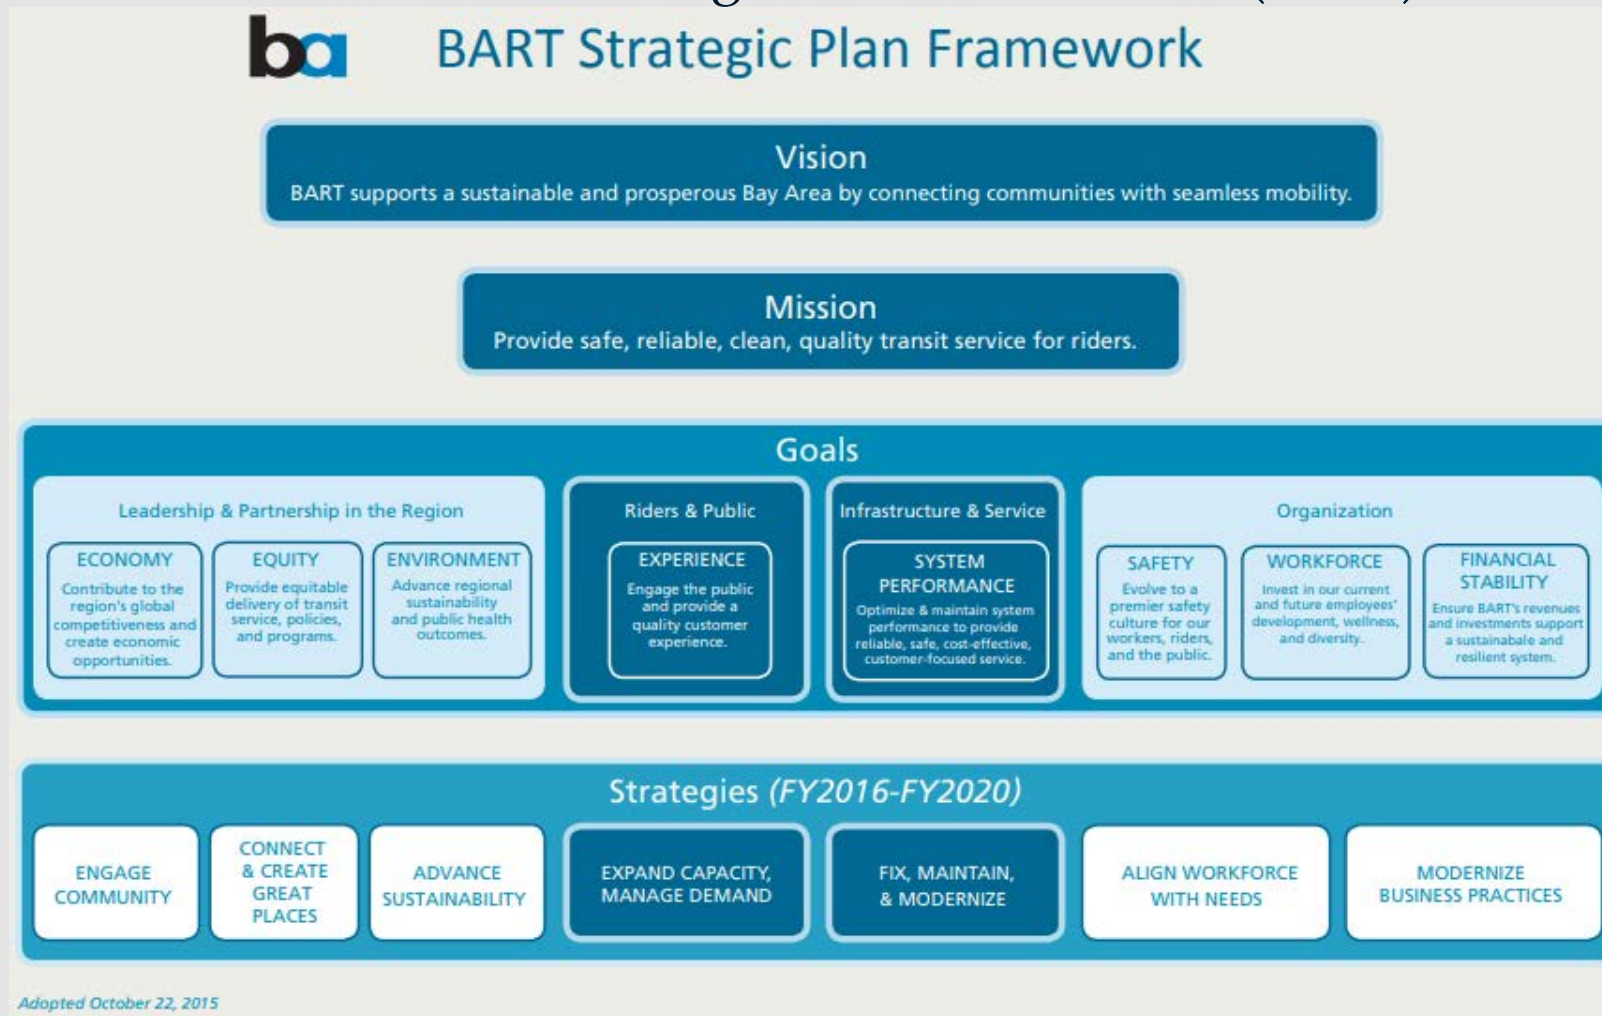 ba
BART Strategic Plan Framework
Vision
BART supports a sustainable and prosperous Bay Area by connecting communities with seamless mobility.
Mission
Provide safe, reliable, clean, quality transit service for riders.
Goals
Leadership & Partnership in the Region
ECONOMY
Contribute to the
region's global
competitiveness and
create economic
opportunities.
EQUITY
Provide equitable
delivery of transit
service, policies,
and programs.
ENVIRONMENT
Advance regional
sustainability
and public health
outcomes.
Riders & Public
EXPERIENCE
Engage the public
and provide a
quality customer
experience.
Infrastructure & Service
SYSTEM
PERFORMANCE
Optimize & maintain system
performance to provide
reliable, safe, cost-effective,
customer-focused service.
Organization
SAFETY
Evolve to a
premier safety
culture for our
workers, riders,
and the public.
WORKFORCE
Invest in our current
and future employees'
development, wellness,
and diversity.
FINANCIAL
STABILITY
Ensure BART's revenues
and investments support
a sustainabale and
resilient system.
Strategies (FY2016-FY2020)
ENGAGE
COMMUNITY
CONNECT
& CREATE
GREAT
PLACES
ADVANCE
SUSTAINABILITY
EXPAND CAPACITY,
MANAGE DEMAND
FIX, MAINTAIN,
& MODERNIZE
ALIGN WORKFORCE
WITH NEEDS
MODERNIZE
BUSINESS PRACTICES
Adopted October 22, 2015